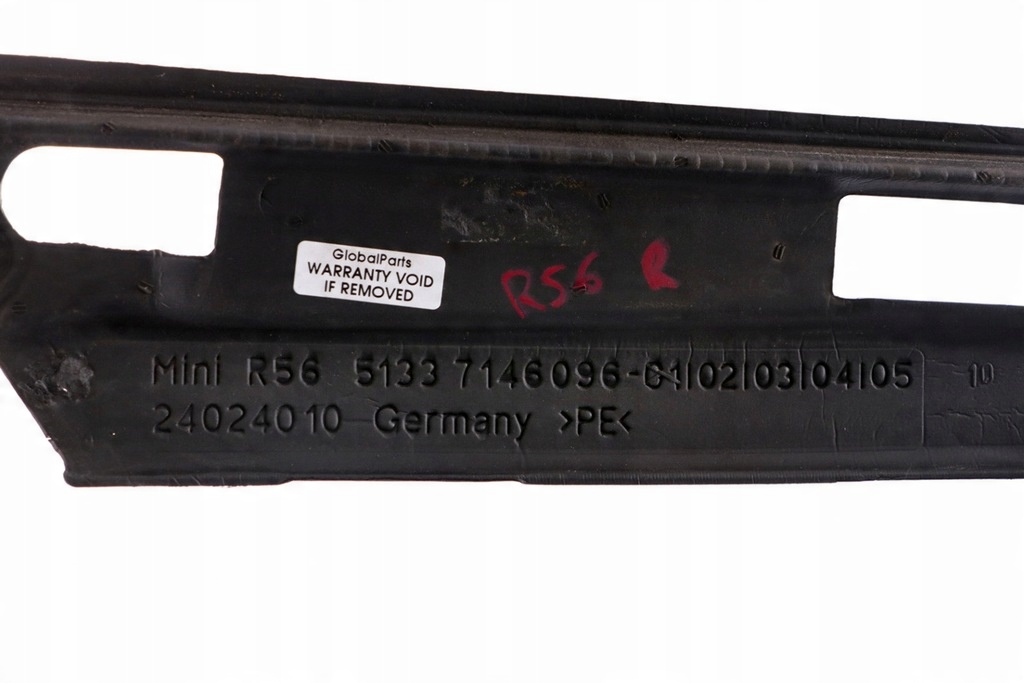 GlobalParts
WARRANTY VOID
IF REMOVED
R56 R
Mini R56 5133 7146096-01|02|03|04|05 10
24024010 Germany >PE<